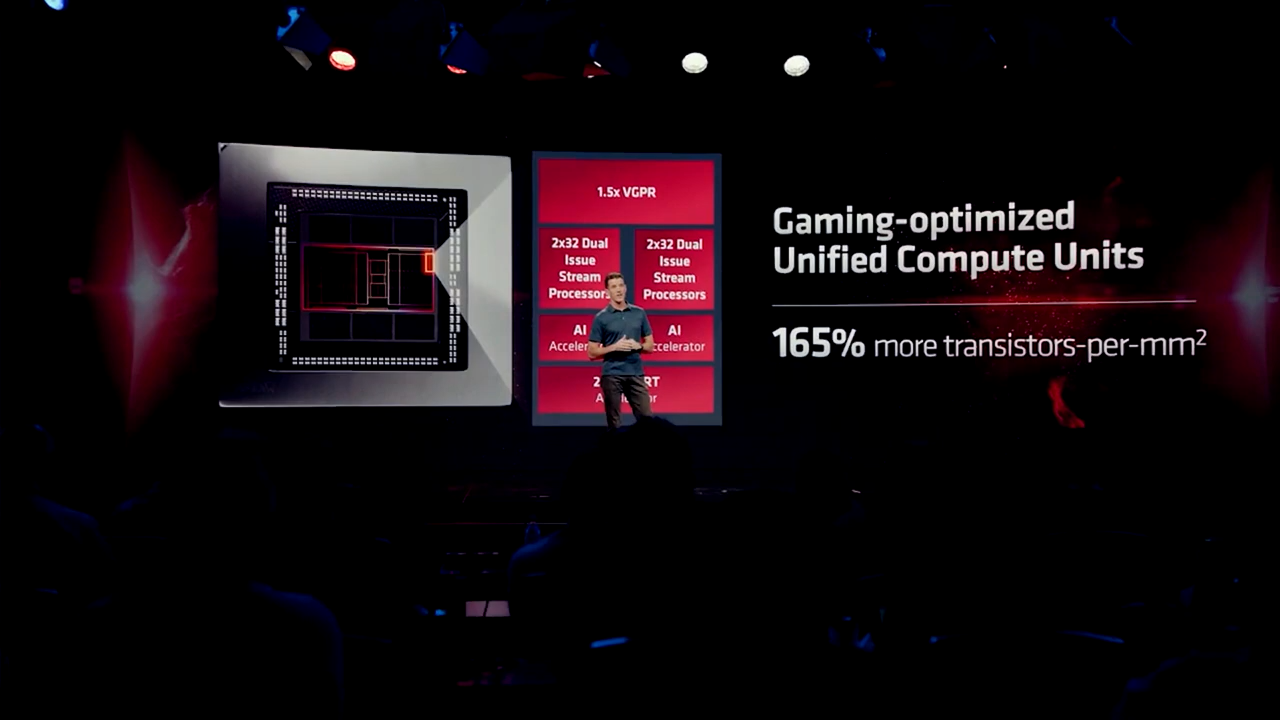 1.5x VGPR
2x32 Dual
Issue
Stream
Processors
2x32 Dual
Issue
Stream
Processors
AI
AI
RT
Gaming-optimized
Unified Compute Units
165% more transistors-per-mm²